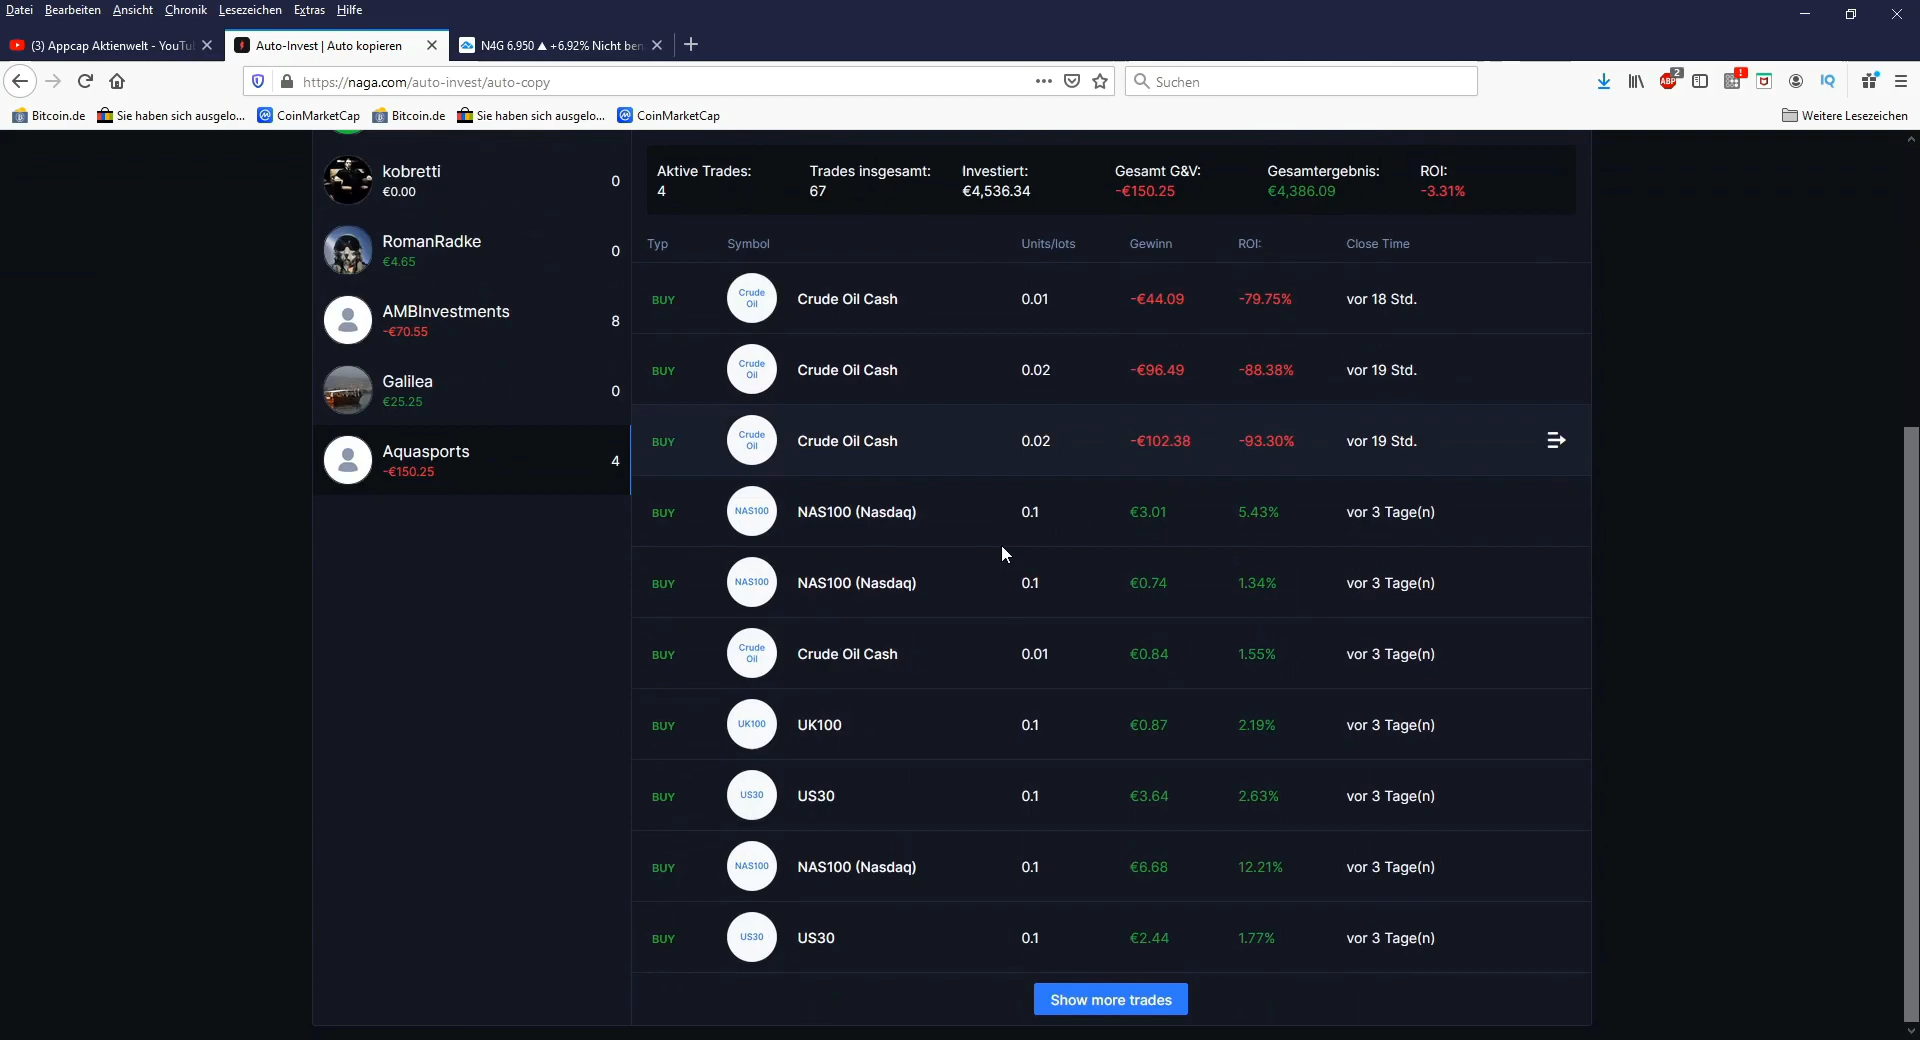 Datei Bearbeiten Ansicht Chronik Lesezeichen Extras Hilfe
(3) Appcap Aktienwelt - YouTu
Auto-Invest | Auto kopieren
N4G 6.950 ▲ +6.92% Nicht ben
https://naga.com/auto-invest/auto-copy
Suchen
ABP 2 1 IQ
Bitcoin.de Sie haben sich ausgelo... CoinMarketCap Bitcoin.de Sie haben sich ausgelo... CoinMarketCap Weitere Lesezeichen
kobretti
€0.00
0
RomanRadke
€4.65
0
AMBInvestments
-€70.55
8
Galilea
€25.25
0
Aquasports
-€150.25
4
Aktive Trades: Trades insgesamt: Investiert: Gesamt G&V: Gesamtergebnis: ROI:
4 67 €4,536.34 -€150.25 €4,386.09 -3.31%
Typ Symbol Units/lots Gewinn ROI: Close Time
BUY Crude Oil Crude Oil Cash 0.01 -€44.09 -79.75% vor 18 Std.
BUY Crude Oil Crude Oil Cash 0.02 -€96.49 -88.38% vor 19 Std.
BUY Crude Oil Crude Oil Cash 0.02 -€102.38 -93.30% vor 19 Std.
BUY NAS100 NAS100 (Nasdaq) 0.1 €3.01 5.43% vor 3 Tage(n)
BUY NAS100 NAS100 (Nasdaq) 0.1 €0.74 1.34% vor 3 Tage(n)
BUY Crude Oil Crude Oil Cash 0.01 €0.84 1.55% vor 3 Tage(n)
BUY UK100 UK100 0.1 €0.87 2.19% vor 3 Tage(n)
BUY US30 US30 0.1 €3.64 2.63% vor 3 Tage(n)
BUY NAS100 NAS100 (Nasdaq) 0.1 €6.68 12.21% vor 3 Tage(n)
BUY US30 US30 0.1 €2.44 1.77% vor 3 Tage(n)
Show more trades